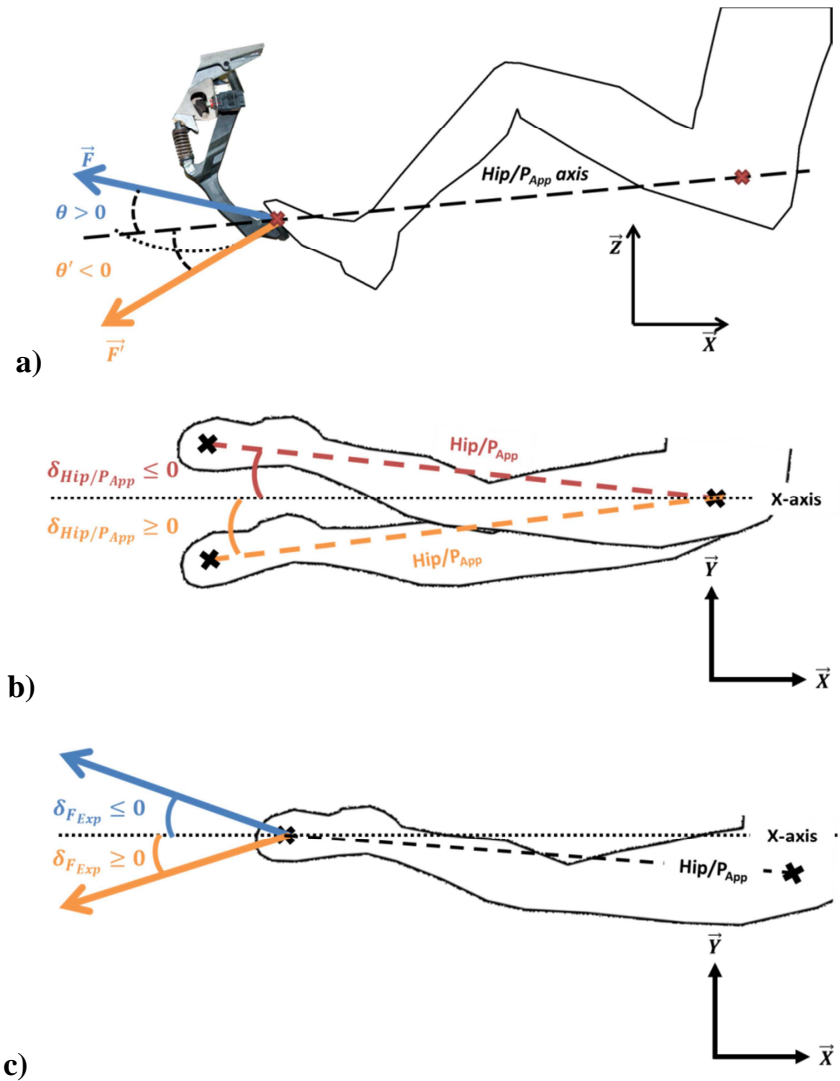 F⃗
θ > 0
θ′ < 0
F′⃗
Hip/P_App axis
Z⃗
X⃗
a)
δ_Hip/P_App ≤ 0
δ_Hip/P_App ≥ 0
Hip/P_App
X-axis
Hip/P_App
Y⃗
X⃗
b)
δ_F_Exp ≤ 0
δ_F_Exp ≥ 0
X-axis
Hip/P_App
Y⃗
X⃗
c)